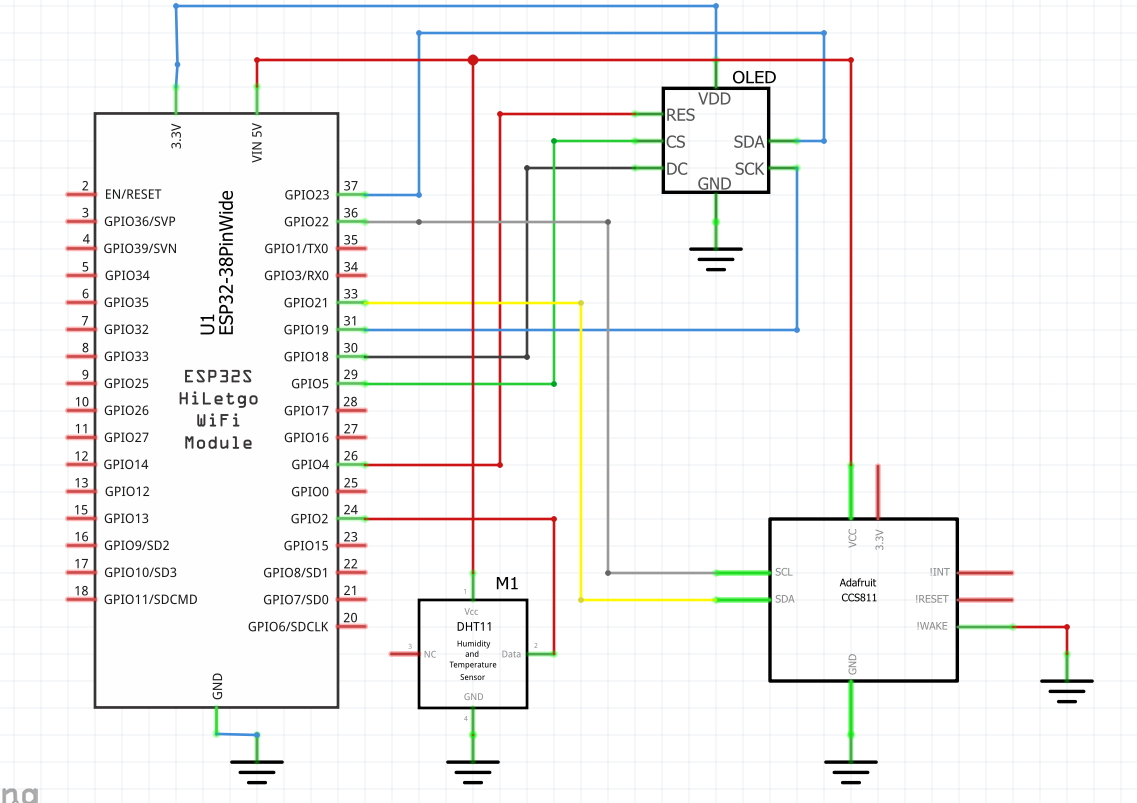 OLED
VDD
RES
CS
DC
SDA
SCK
GND
3.3V
VIN 5V
2
EN/RESET
3
GPIO36/SVP
4
GPIO39/SVN
5
GPIO34
6
GPIO35
7
GPIO32
8
GPIO33
9
GPIO25
10
GPIO26
11
GPIO27
12
GPIO14
13
GPIO12
15
GPIO13
16
GPIO9/SD2
17
GPIO10/SD3
18
GPIO11/SDCMD
U1
ESP32-38PinWide
ESP32S
HiLetgo
WiFi
Module
GPIO23
37
GPIO22
36
GPIO1/TX0
35
GPIO3/RX0
34
GPIO21
33
GPIO19
31
GPIO18
30
GPIO5
29
GPIO17
28
GPIO16
27
GPIO4
26
GPIO0
25
GPIO2
24
GPIO15
23
GPIO8/SD1
22
GPIO7/SD0
21
GPIO6/SDCLK
20
GND
M1
1
Vcc
DHT11
Humidity
and
Temperature
Sensor
3
NC
Data
2
GND
4
VCC
3.3V
SCL
SDA
Adafruit
CCS811
!INT
!RESET
!WAKE
GND
ng